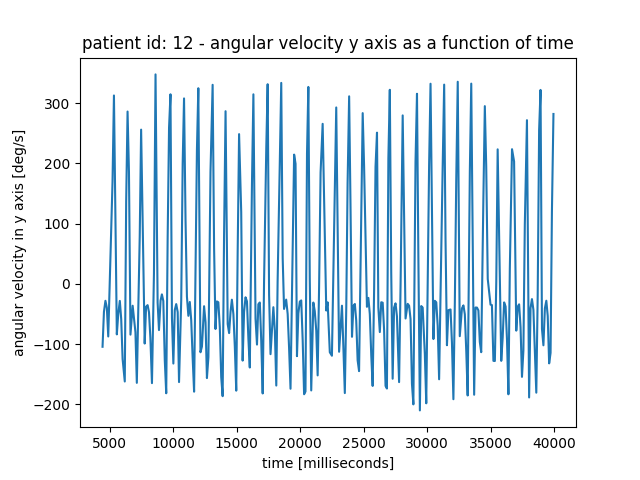 patient id: 12 - angular velocity y axis as a function of time
angular velocity in y axis [deg/s]
300
200
100
0
−100
−200
5000 10000 15000 20000 25000 30000 35000 40000
time [milliseconds]